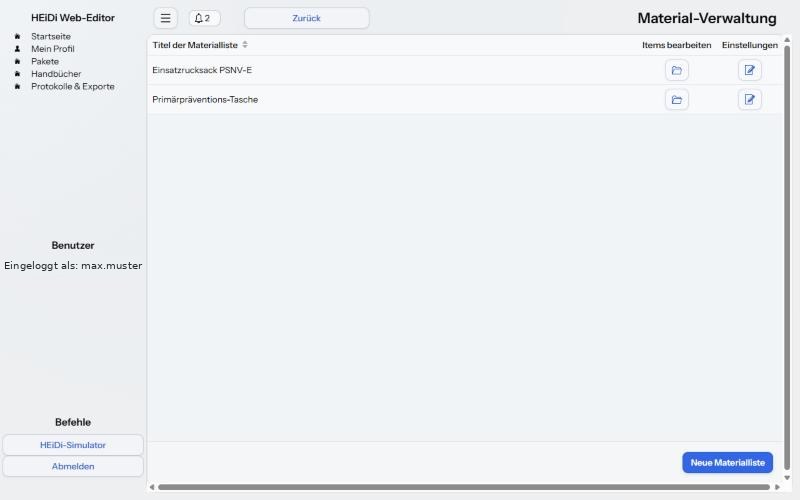 HEiDi Web-Editor
Startseite
Mein Profil
Pakete
Handbücher
Protokolle & Exporte
Benutzer
Eingeloggt als: max.muster
Befehle
HEiDi-Simulator
Abmelden
2
Zurück
Material-Verwaltung
Titel der Materialliste
Items bearbeiten
Einstellungen
Einsatzrucksack PSNV-E
Primärpräventions-Tasche
Neue Materialliste